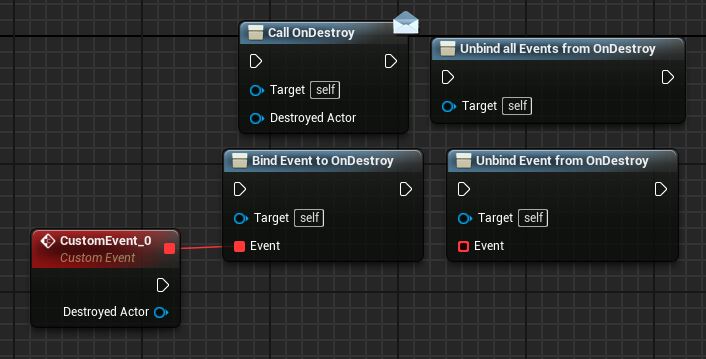 Call OnDestroy
Target self
Destroyed Actor
Unbind all Events from OnDestroy
Target self
Bind Event to OnDestroy
Target self
Event
Unbind Event from OnDestroy
Target self
Event
CustomEvent_0
Custom Event
Destroyed Actor